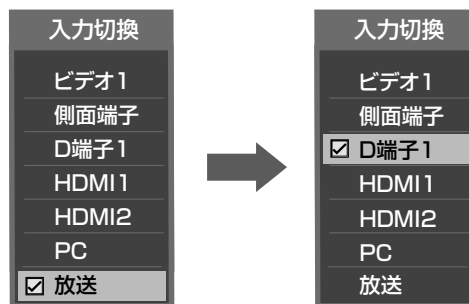 入力切換
ビデオ1
側面端子
D端子1
HDMI1
HDMI2
PC
放送
入力切換
ビデオ1
側面端子
D端子1
HDMI1
HDMI2
PC
放送